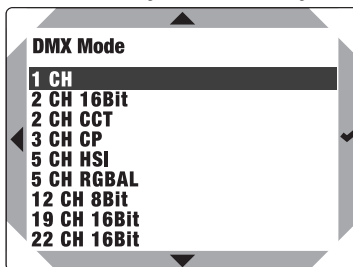 DMX Mode
1 CH
2 CH 16Bit
2 CH CCT
3 CH CP
5 CH HSI
5 CH RGBAL
12 CH 8Bit
19 CH 16Bit
22 CH 16Bit